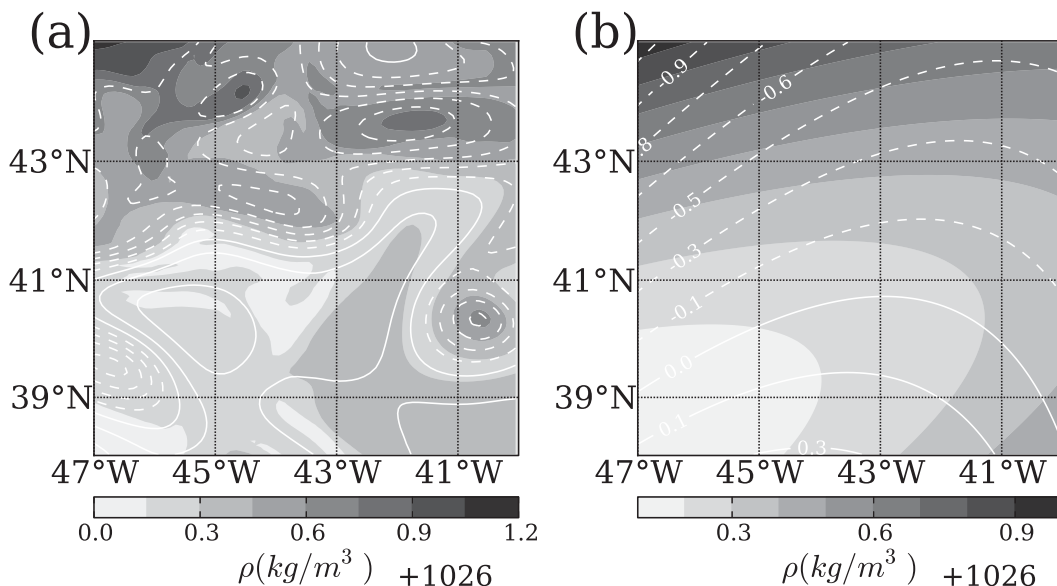 (a) (b)
-0.9
-0.6
.8
43°N 43°N
-0.5
-0.3
41°N 41°N
-0.1
0.0
39°N 39°N
0.1
0.3
47°W 45°W 43°W 41°W 47°W 45°W 43°W 41°W
0.0 0.3 0.6 0.9 1.2 0.3 0.6 0.9
ρ(kg/m³ ) +1026 ρ(kg/m³ ) +1026